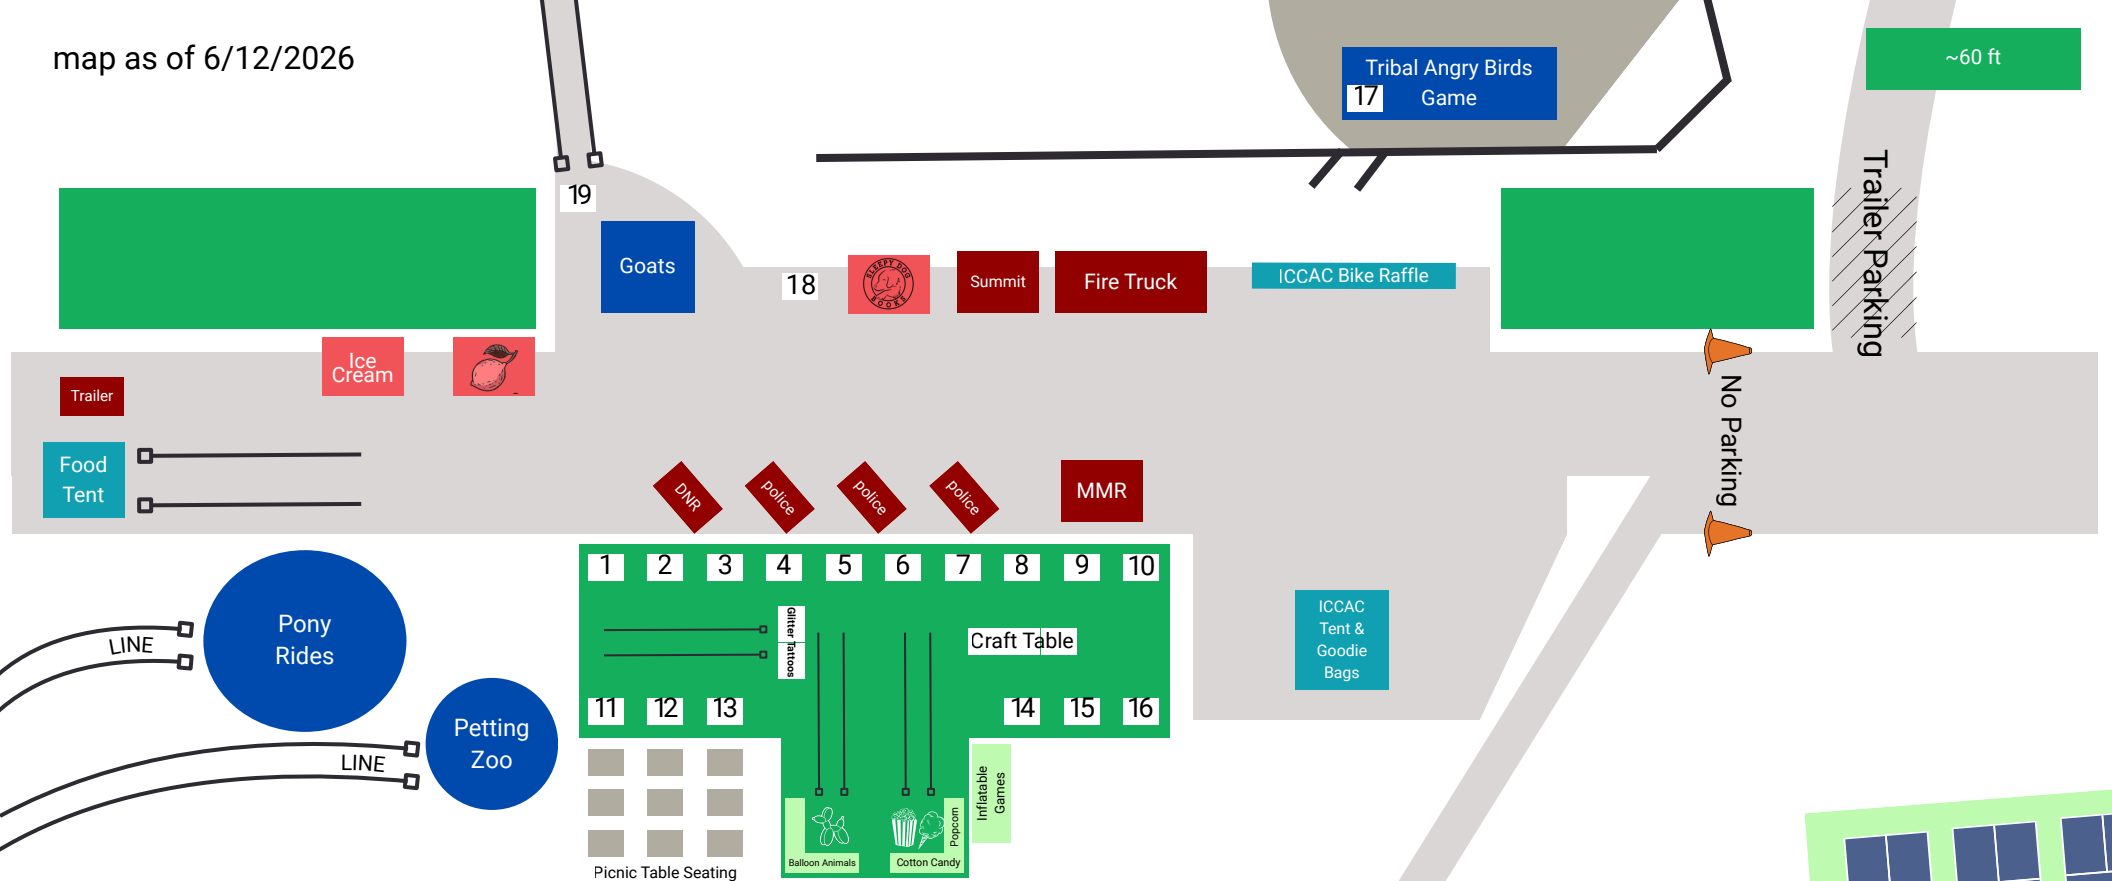 map as of 6/12/2026
Tribal Angry Birds
Game
17
~60 ft
Trailer Parking
19
Goats
18
SLEEPY DOG
BOOKS
Summit
Fire Truck
ICCAC Bike Raffle
Ice
Cream
Trailer
Food
Tent
DNR
police
police
police
MMR
No Parking
1
2
3
4
5
6
7
8
9
10
Pony
Rides
LINE
Glitter Tattoos
Craft Table
ICCAC
Tent &
Goodie
Bags
11
12
13
14
15
16
Petting
Zoo
LINE
Inflatable
Games
Popcorn
Balloon Animals
Cotton Candy
Picnic Table Seating